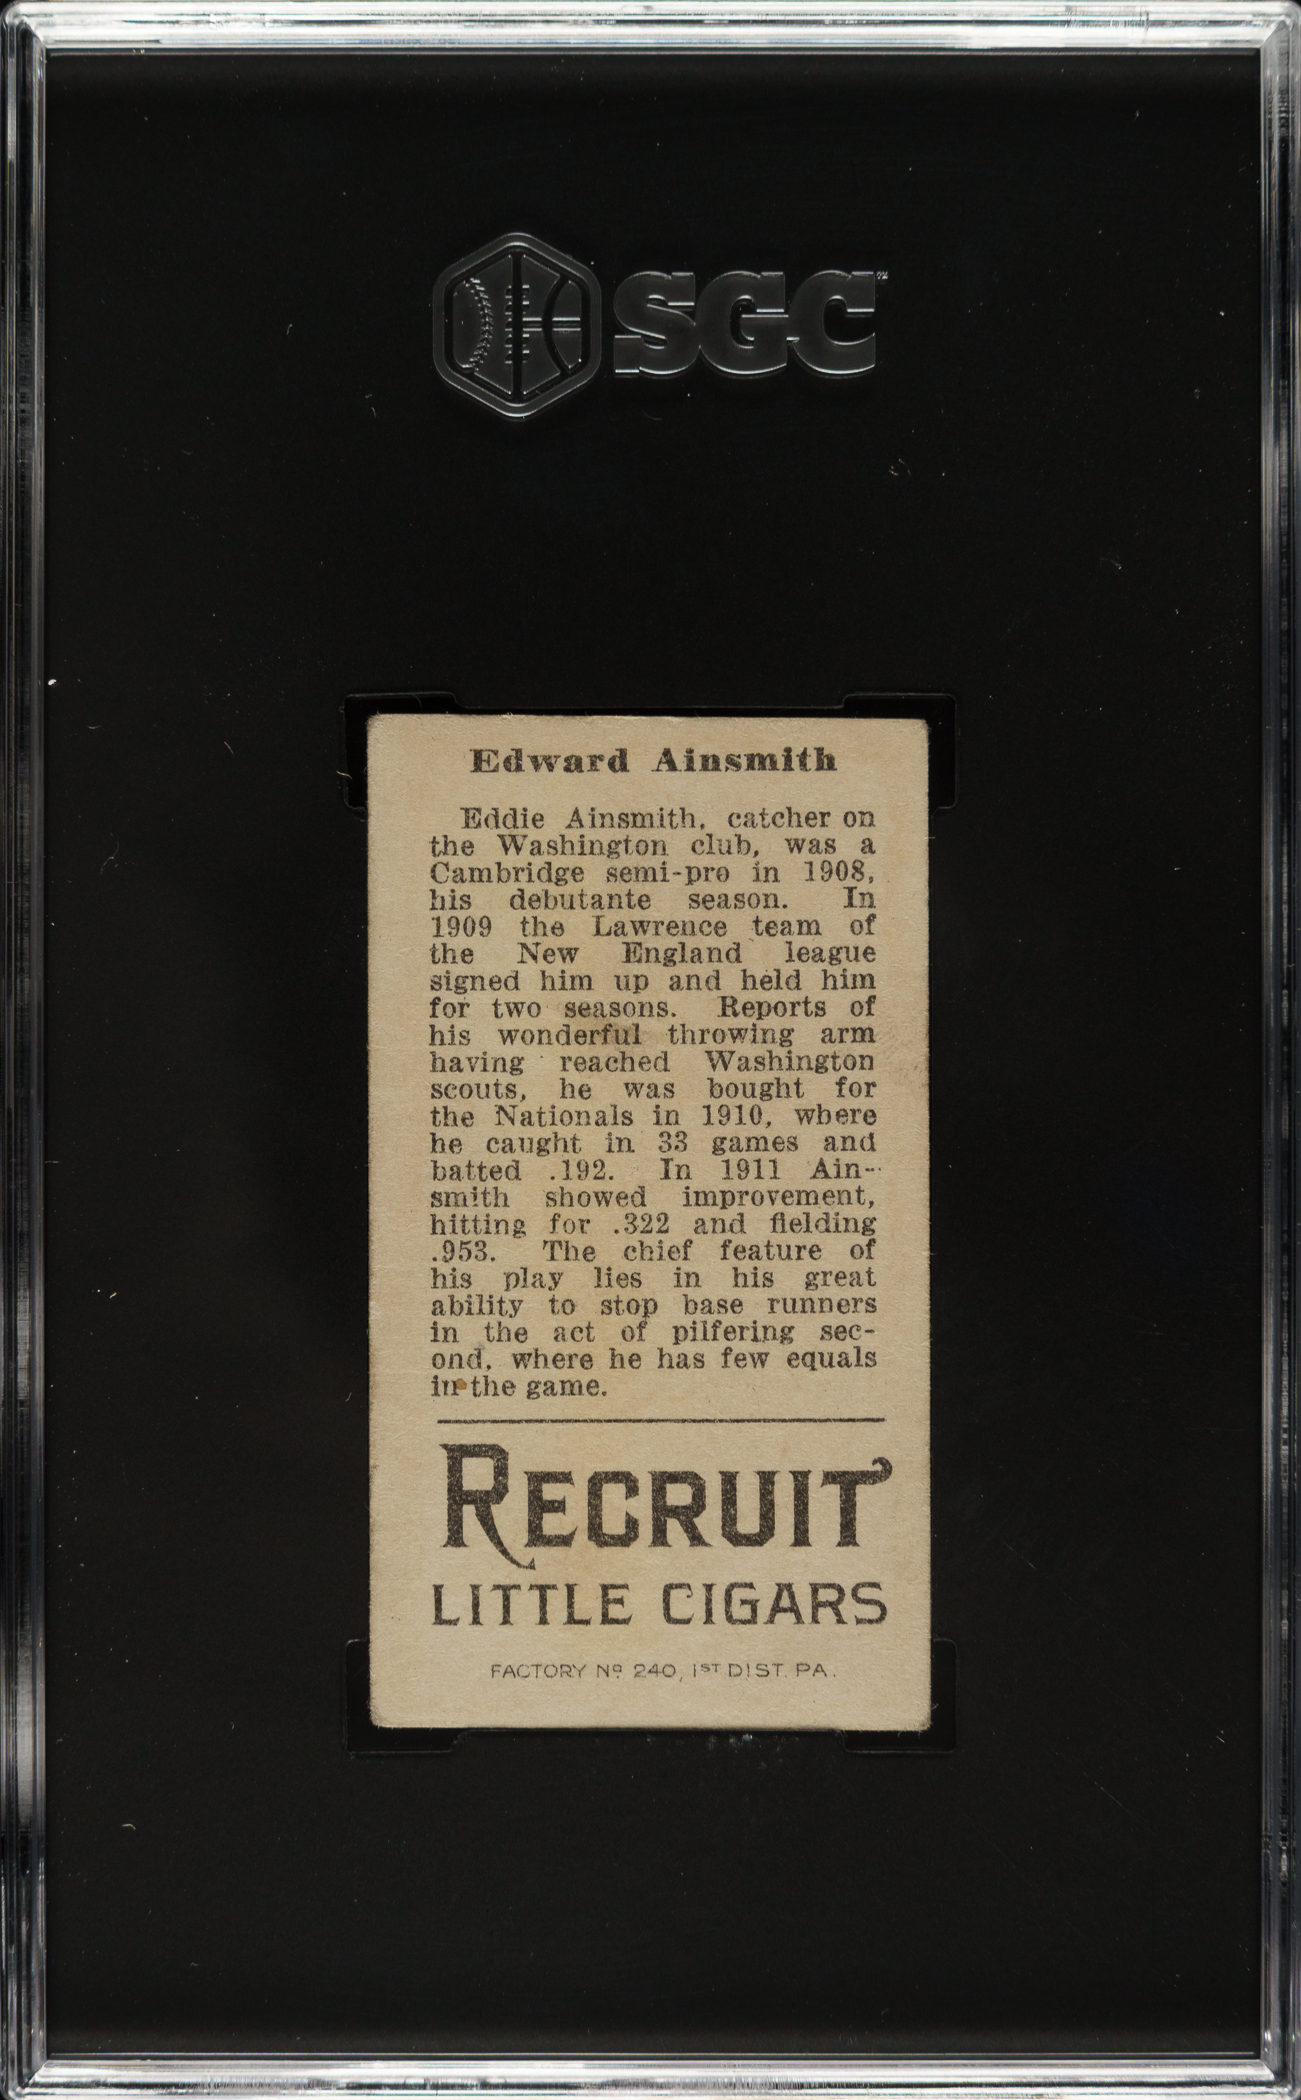 SGC
Edward Ainsmith
Eddie Ainsmith, catcher on
the Washington club, was a
Cambridge semi-pro in 1908,
his debutante season. In
1909 the Lawrence team of
the New England league
signed him up and held him
for two seasons. Reports of
his wonderful throwing arm
having reached Washington
scouts, he was bought for
the Nationals in 1910, where
he caught in 33 games and
batted .192. In 1911 Ain-
smith showed improvement,
hitting for .322 and fielding
.953. The chief feature of
his play lies in his great
ability to stop base runners
in the act of pilfering sec-
ond, where he has few equals
in the game.
RECRUIT
LITTLE CIGARS
FACTORY Nº 240, 1ST DIST. PA.